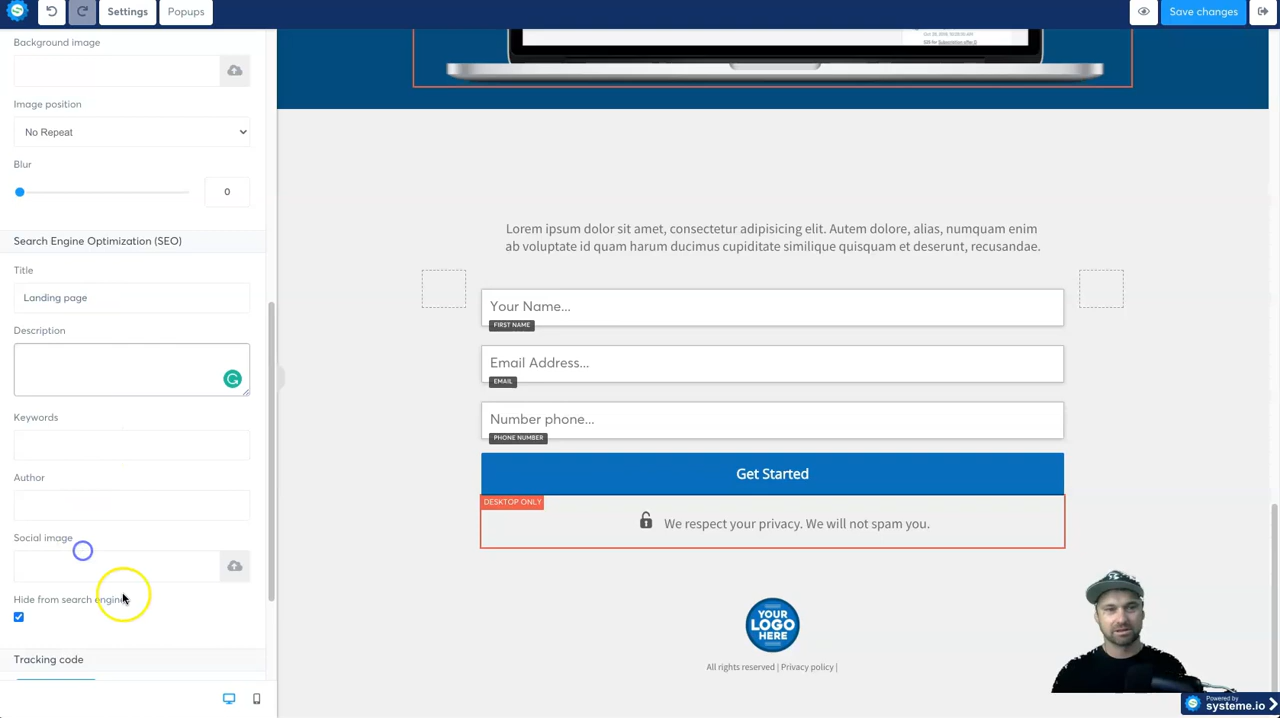 Settings
Popups
Save changes
Background image
Image position
No Repeat
Blur
0
Search Engine Optimization (SEO)
Title
Landing page
Description
Keywords
Author
Social image
Hide from search engine
Tracking code
Lorem ipsum dolor sit amet, consectetur adipisicing elit. Autem dolore, alias, numquam enim
ab voluptate id quam harum ducimus cupiditate similique quisquam et deserunt, recusandae.
Your Name...
FIRST NAME
Email Address...
EMAIL
Number phone...
PHONE NUMBER
Get Started
DESKTOP ONLY
We respect your privacy. We will not spam you.
YOUR
LOGO
HERE
All rights reserved | Privacy policy |
Powered by
systeme.io